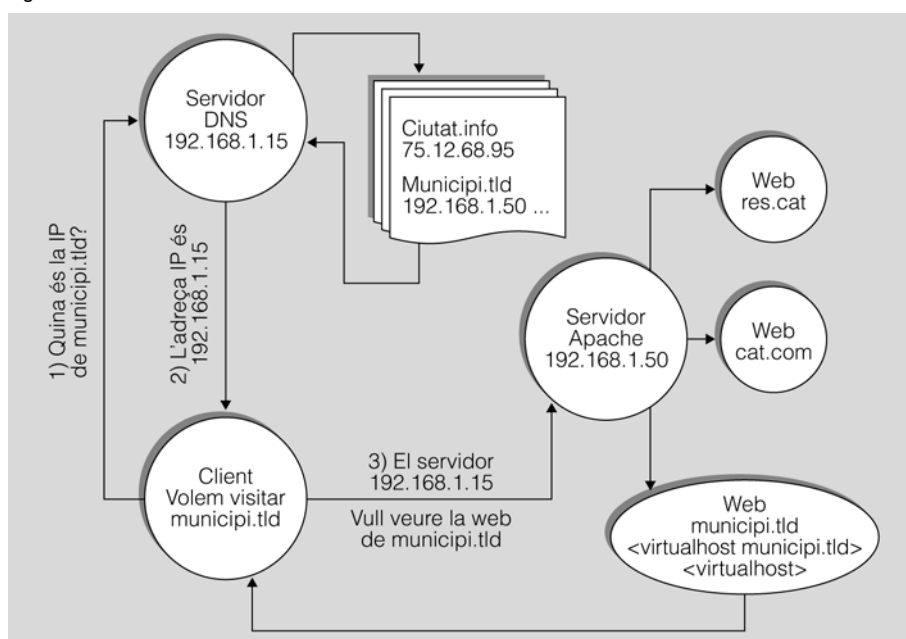 Servidor
DNS
192.168.1.15
Ciutat.info
75.12.68.95
Municipi.tld
192.168.1.50 ...
Web
res.cat
1) Quina és la IP
de municipi.tld?
2) L'adreça IP és
192.168.1.15
Servidor
Apache
192.168.1.50
Web
cat.com
Client
Volem visitar
municipi.tld
3) El servidor
192.168.1.15
Vull veure la web
de municipi.tld
Web
municipi.tld
<virtualhost municipi.tld>
<virtualhost>